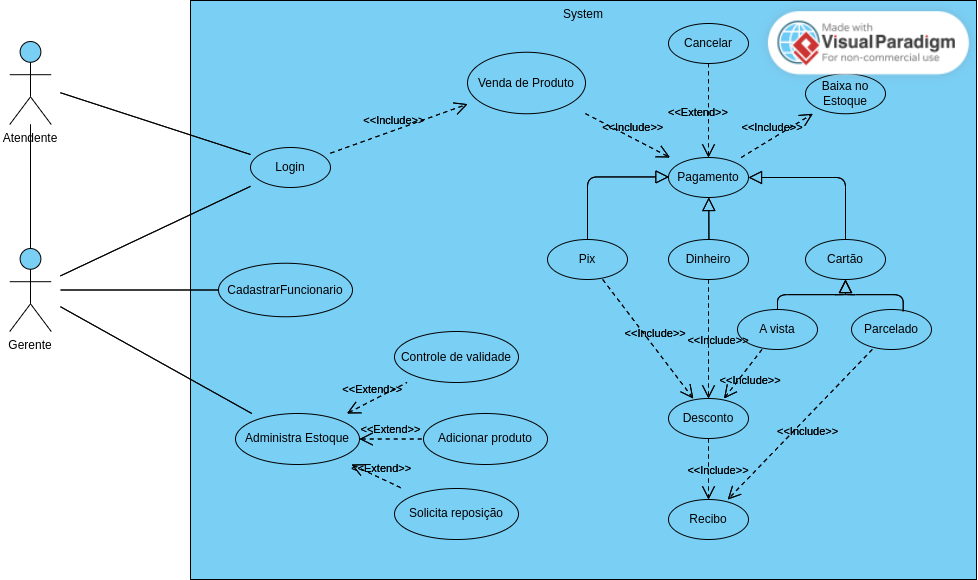 System
Made with
Visual Paradigm
For non-commercial use
Cancelar
Venda de Produto
Baixa no
Estoque
<<Include>>
<<Extend>>
<<Include>>
<<Include>>
Atendente
Login
Pagamento
Pix
Dinheiro
Cartão
CadastrarFuncionario
Gerente
A vista
Parcelado
<<Include>>
<<Include>>
Controle de validade
<<Include>>
<<Extend>>
Desconto
<<Extend>>
<<Include>>
Administra Estoque
Adicionar produto
<<Extend>>
<<Include>>
Solicita reposição
Recibo